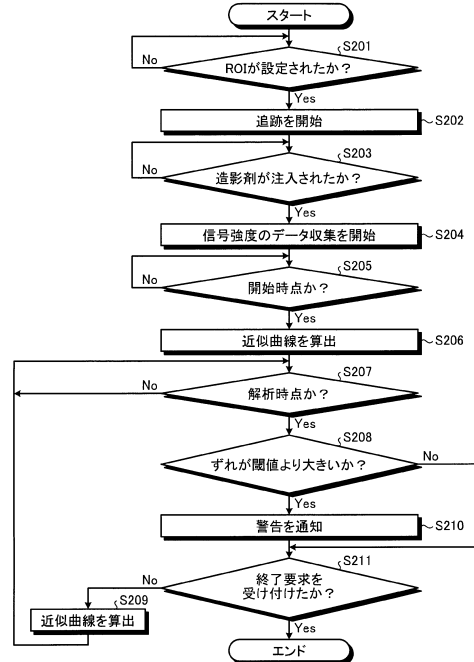 スタート
S201
ROIが設定されたか？
No
Yes
追跡を開始
S202
S203
造影剤が注入されたか？
No
Yes
信号強度のデータ収集を開始
S204
S205
開始時点か？
No
Yes
近似曲線を算出
S206
S207
解析時点か？
No
Yes
S208
ずれが閾値より大きいか？
No
Yes
警告を通知
S210
S211
終了要求を
受け付けたか？
No
S209
近似曲線を算出
Yes
エンド